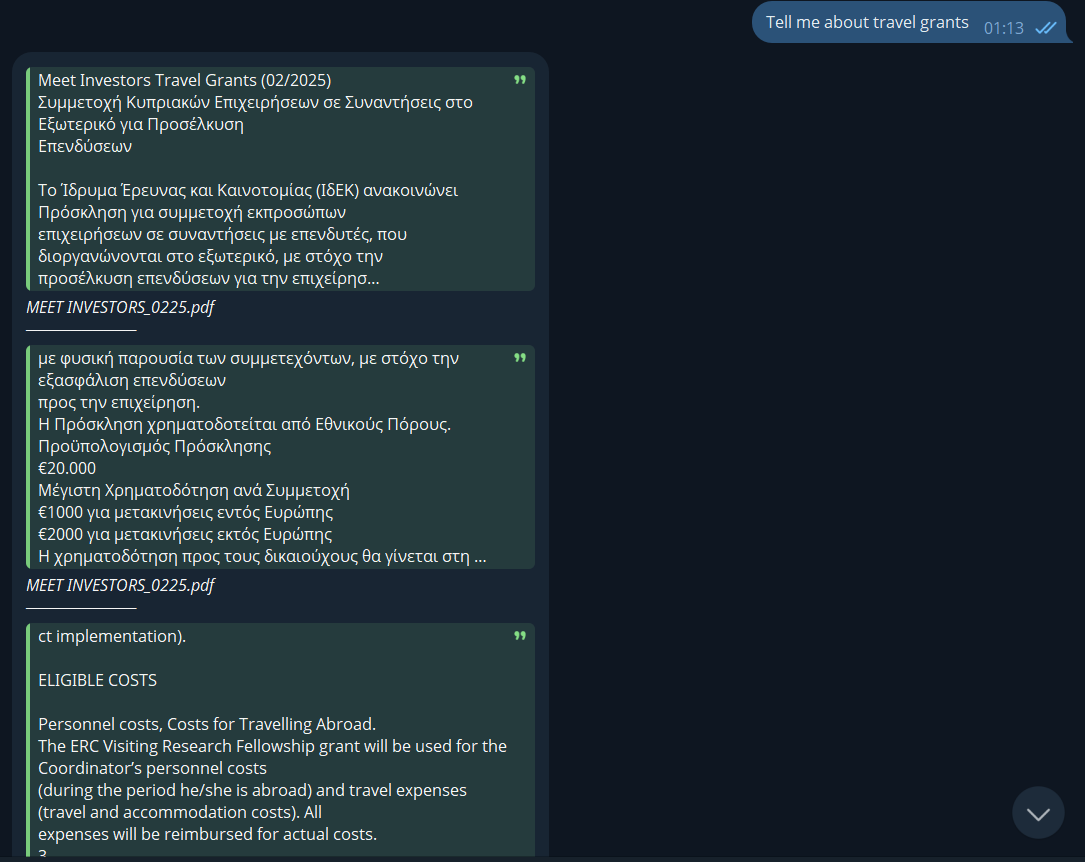 Tell me about travel grants
01:13
Meet Investors Travel Grants (02/2025)
Συμμετοχή Κυπριακών Επιχειρήσεων σε Συναντήσεις στο
Εξωτερικό για Προσέλκυση
Επενδύσεων
Το Ίδρυμα Έρευνας και Καινοτομίας (ΙδΕΚ) ανακοινώνει
Πρόσκληση για συμμετοχή εκπροσώπων
επιχειρήσεων σε συναντήσεις με επενδυτές, που
διοργανώνονται στο εξωτερικό, με στόχο την
προσέλκυση επενδύσεων για την επιχείρησ...
MEET INVESTORS_0225.pdf
με φυσική παρουσία των συμμετεχόντων, με στόχο την
εξασφάλιση επενδύσεων
προς την επιχείρηση.
Η Πρόσκληση χρηματοδοτείται από Εθνικούς Πόρους.
Προϋπολογισμός Πρόσκλησης
€20.000
Μέγιστη Χρηματοδότηση ανά Συμμετοχή
€1000 για μετακινήσεις εντός Ευρώπης
€2000 για μετακινήσεις εκτός Ευρώπης
Η χρηματοδότηση προς τους δικαιούχους θα γίνεται στη ...
MEET INVESTORS_0225.pdf
ct implementation).
ELIGIBLE COSTS
Personnel costs, Costs for Travelling Abroad.
The ERC Visiting Research Fellowship grant will be used for the
Coordinator's personnel costs
(during the period he/she is abroad) and travel expenses
(travel and accommodation costs). All
expenses will be reimbursed for actual costs.
3